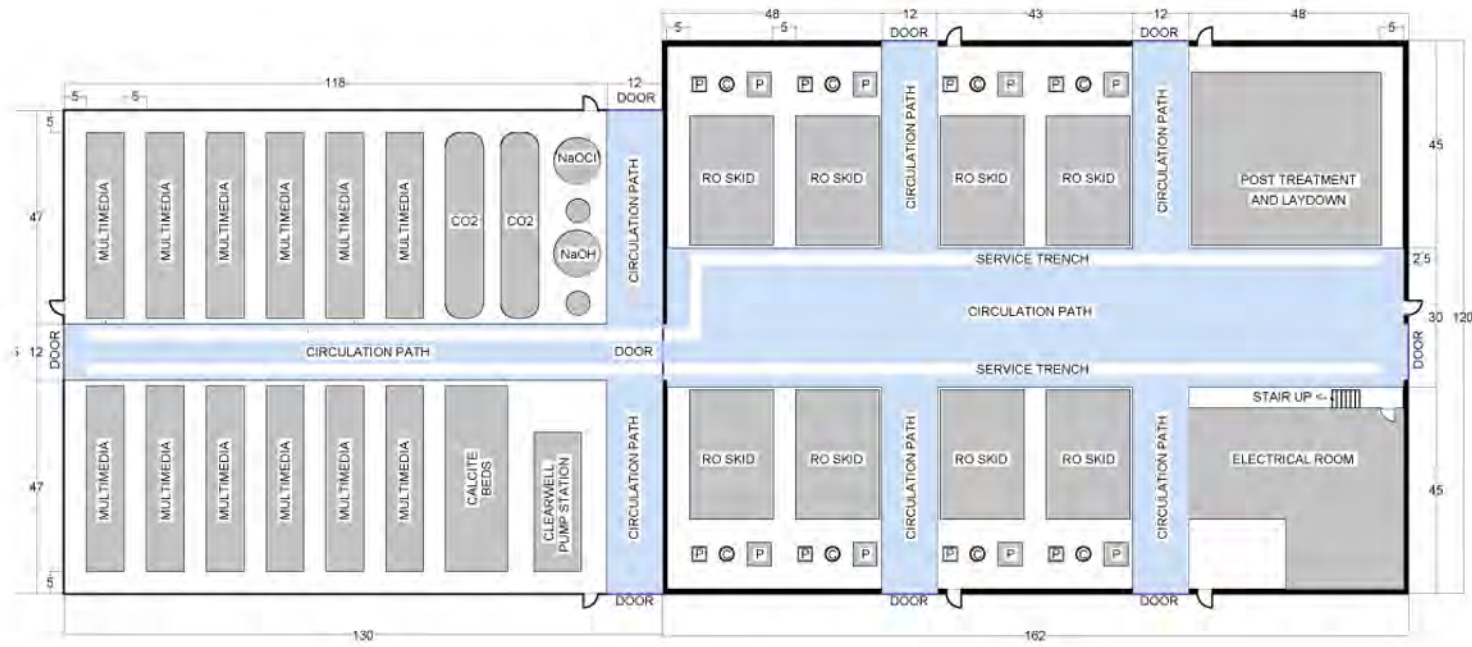 48
12
43
12
48
5
5
5
DOOR
DOOR
118
12
5
5
DOOR
5
P
C
P
P
C
P
P
C
P
P
C
P
MULTIMEDIA
MULTIMEDIA
MULTIMEDIA
MULTIMEDIA
MULTIMEDIA
MULTIMEDIA
CO2
CO2
NaOCl
NaOH
CIRCULATION PATH
RO SKID
RO SKID
CIRCULATION PATH
RO SKID
RO SKID
CIRCULATION PATH
POST TREATMENT
AND LAYDOWN
45
47
SERVICE TRENCH
2.5
CIRCULATION PATH
30
120
12
DOOR
CIRCULATION PATH
DOOR
DOOR
SERVICE TRENCH
STAIR UP <-
MULTIMEDIA
MULTIMEDIA
MULTIMEDIA
MULTIMEDIA
MULTIMEDIA
MULTIMEDIA
CALCITE
BEDS
CLEARWELL
PUMP STATION
CIRCULATION PATH
RO SKID
RO SKID
CIRCULATION PATH
RO SKID
RO SKID
CIRCULATION PATH
ELECTRICAL ROOM
47
45
P
C
P
P
C
P
P
C
P
P
C
P
5
DOOR
DOOR
DOOR
130
162